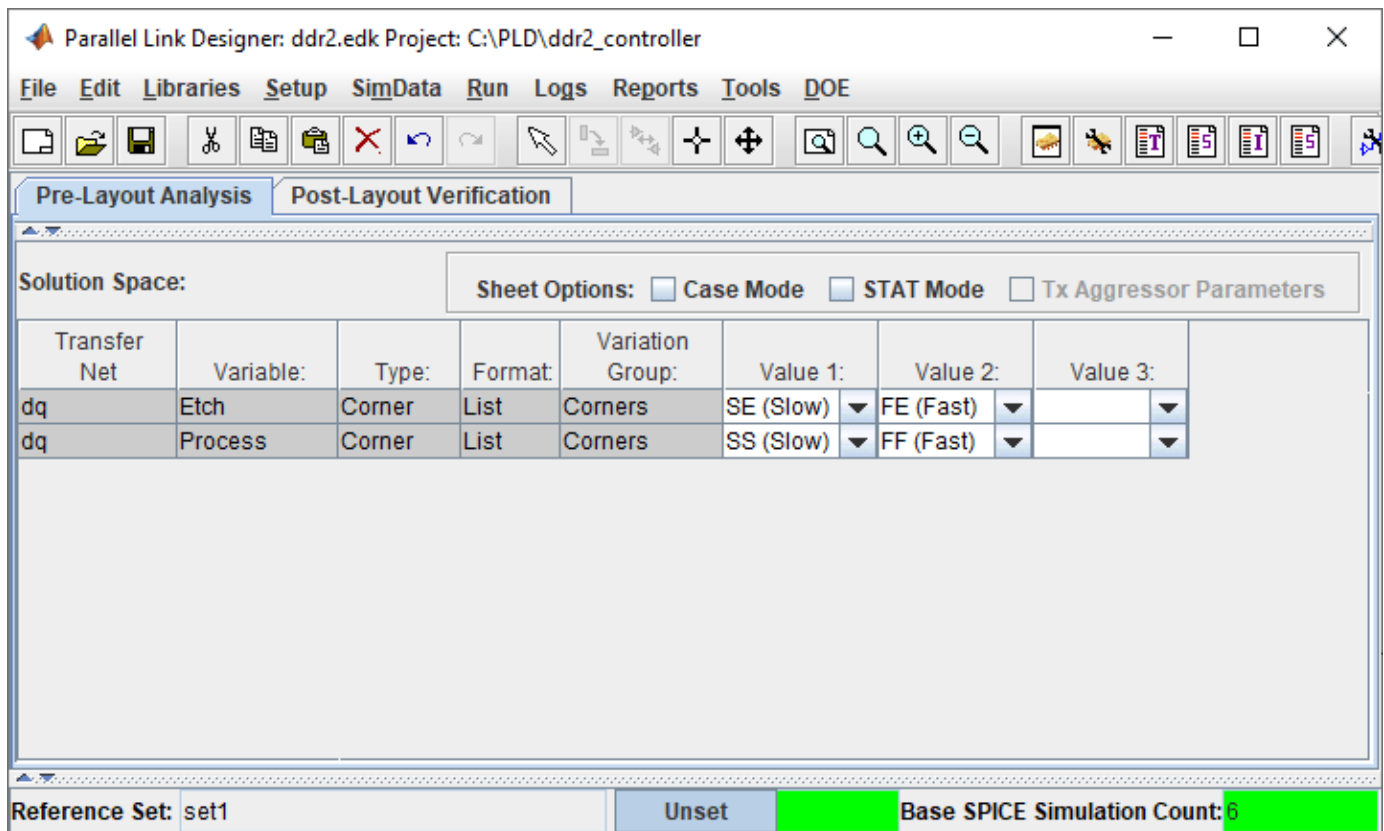 Parallel Link Designer: ddr2.edk Project: C:\PLD\ddr2_controller
File Edit Libraries Setup SimData Run Logs Reports Tools DOE
T S I S
Pre-Layout Analysis Post-Layout Verification
Solution Space: Sheet Options: Case Mode STAT Mode Tx Aggressor Parameters
Transfer Net Variable: Type: Format: Variation Group: Value 1: Value 2: Value 3:
dq Etch Corner List Corners SE (Slow) FE (Fast)
dq Process Corner List Corners SS (Slow) FF (Fast)
Reference Set: set1 Unset Base SPICE Simulation Count: 6